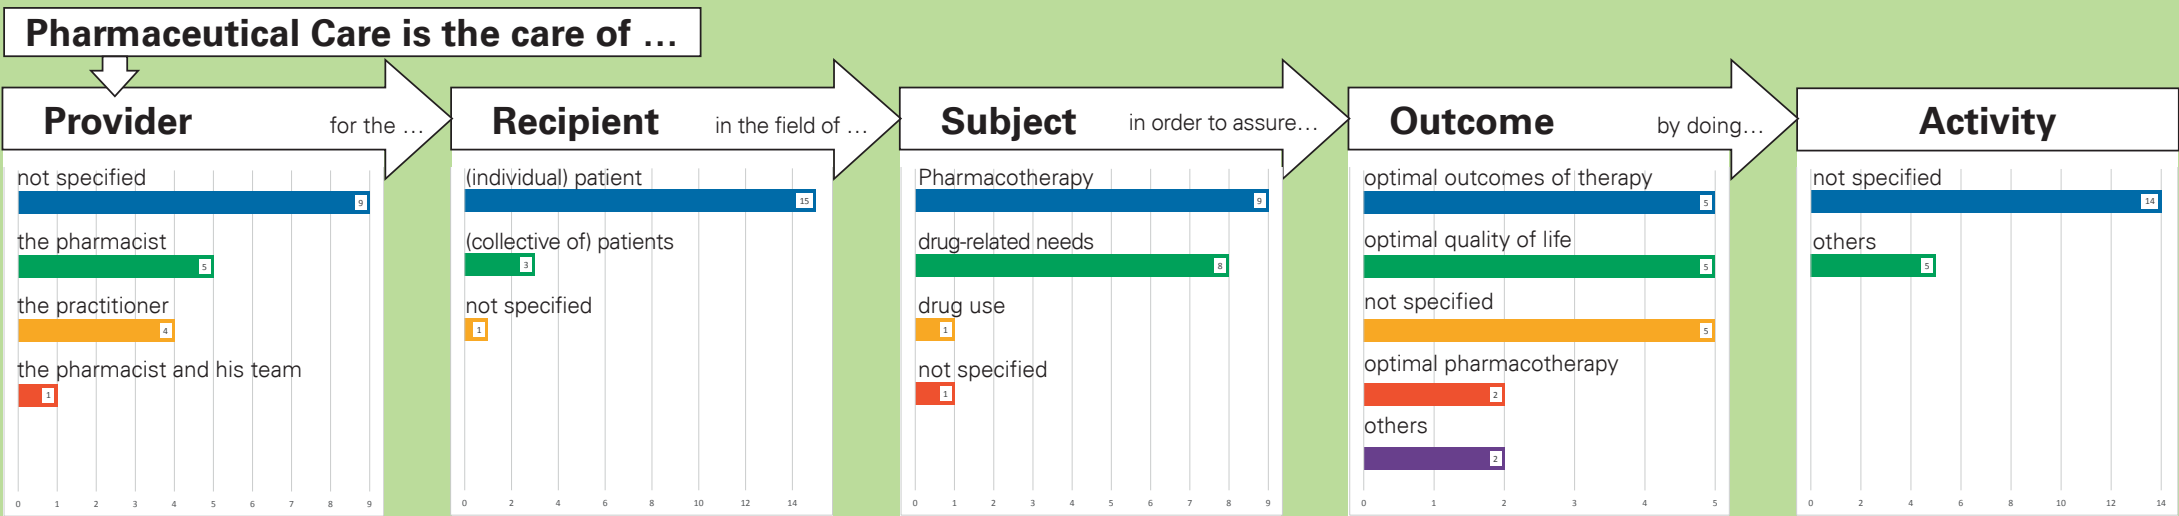 Pharmaceutical Care is the care of …
Provider for the …
not specified
9
the pharmacist
5
the practitioner
4
the pharmacist and his team
1
0 1 2 3 4 5 6 7 8 9
Recipient in the field of …
(individual) patient
15
(collective of) patients
3
not specified
1
0 2 4 6 8 10 12 14
Subject in order to assure…
Pharmacotherapy
9
drug-related needs
8
drug use
1
not specified
1
0 1 2 3 4 5 6 7 8 9
Outcome by doing…
optimal outcomes of therapy
5
optimal quality of life
5
not specified
5
optimal pharmacotherapy
2
others
2
0 1 2 3 4 5
Activity
not specified
14
others
5
0 2 4 6 8 10 12 14